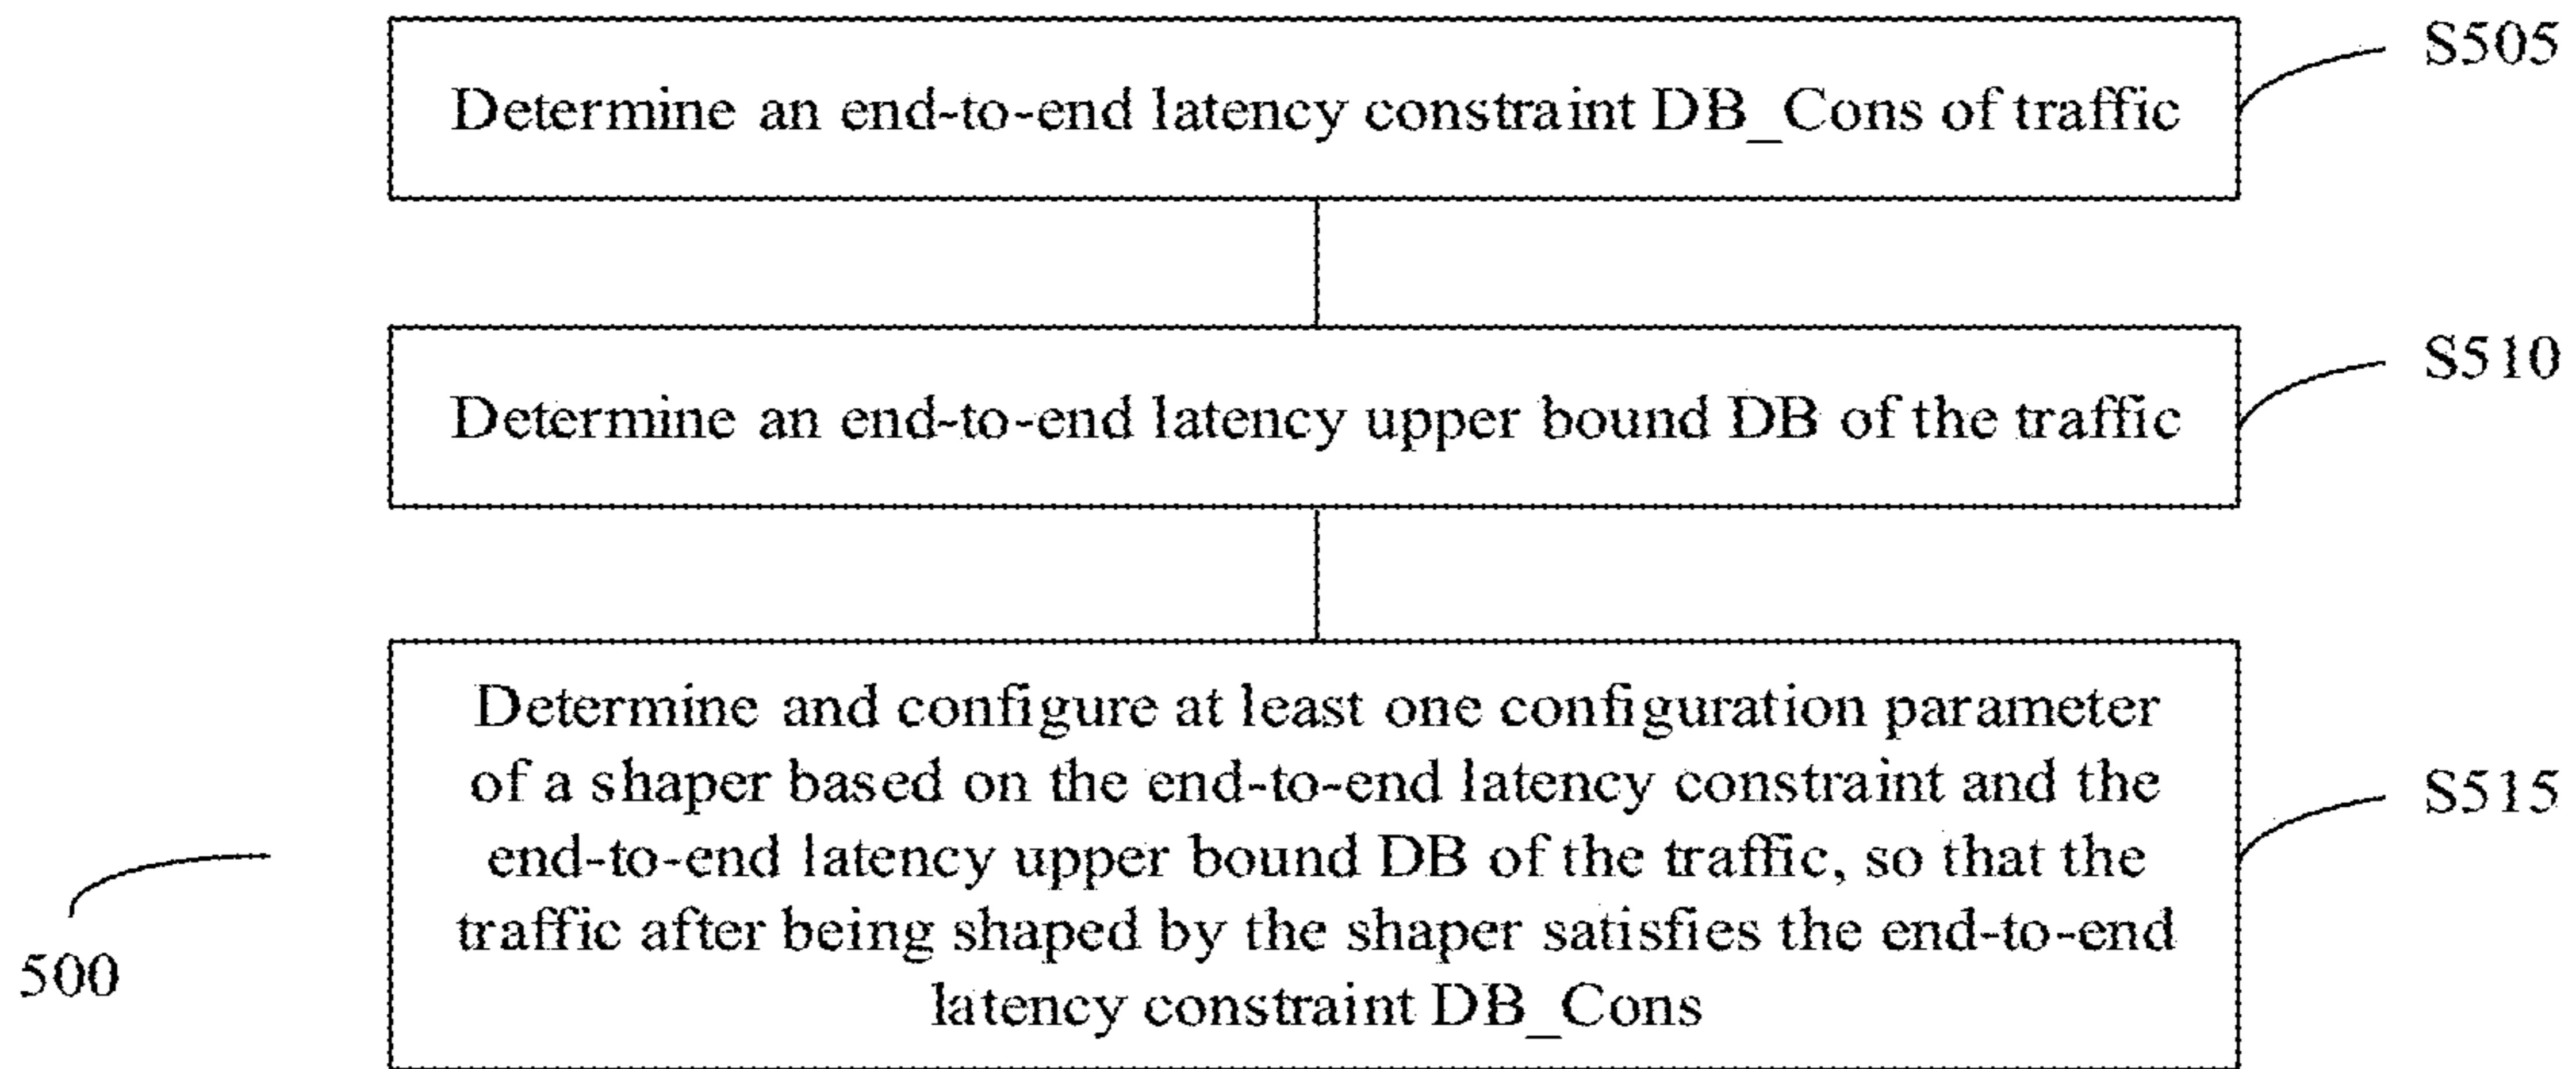 S505
Determine an end-to-end latency constraint DB_Cons of traffic
S510
Determine an end-to-end latency upper bound DB of the traffic
Determine and configure at least one configuration parameter
of a shaper based on the end-to-end latency constraint and the
S515
end-to-end latency upper bound DB of the traffic, so that the
traffic after being shaped by the shaper satisfies the end-to-end
500
latency constraint DB_Cons